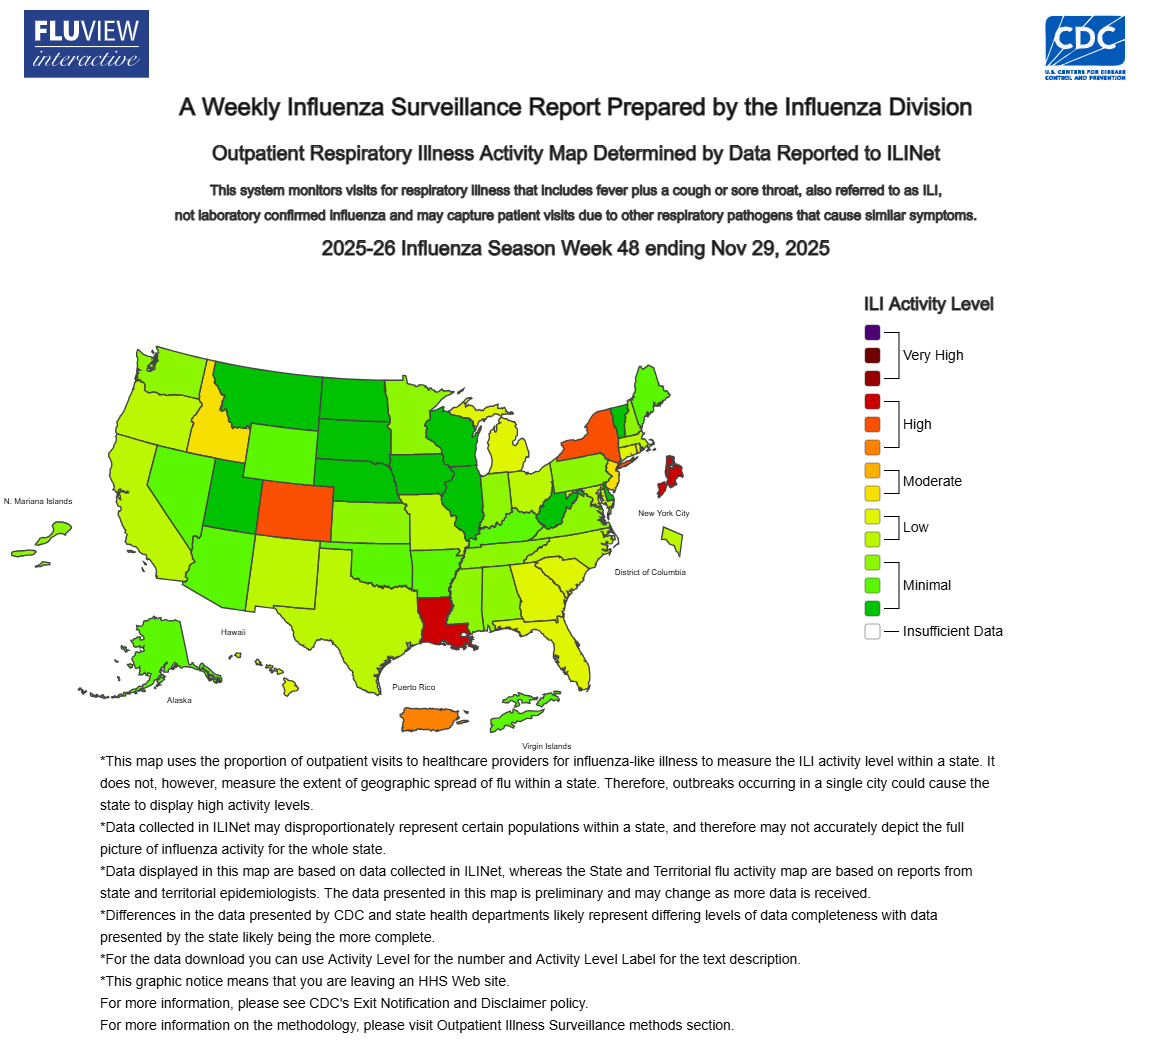 FLUVIEW
interactive
CDC
U.S. CENTERS FOR DISEASE
CONTROL AND PREVENTION
A Weekly Influenza Surveillance Report Prepared by the Influenza Division
Outpatient Respiratory Illness Activity Map Determined by Data Reported to ILINet
This system monitors visits for respiratory illness that includes fever plus a cough or sore throat, also referred to as ILI,
not laboratory confirmed influenza and may capture patient visits due to other respiratory pathogens that cause similar symptoms.
2025-26 Influenza Season Week 48 ending Nov 29, 2025
ILI Activity Level
Very High
High
Moderate
Low
Minimal
Insufficient Data
N. Mariana Islands
New York City
District of Columbia
Hawaii
Alaska
Puerto Rico
Virgin Islands
*This map uses the proportion of outpatient visits to healthcare providers for influenza-like illness to measure the ILI activity level within a state. It
does not, however, measure the extent of geographic spread of flu within a state. Therefore, outbreaks occurring in a single city could cause the
state to display high activity levels.
*Data collected in ILINet may disproportionately represent certain populations within a state, and therefore may not accurately depict the full
picture of influenza activity for the whole state.
*Data displayed in this map are based on data collected in ILINet, whereas the State and Territorial flu activity map are based on reports from
state and territorial epidemiologists. The data presented in this map is preliminary and may change as more data is received.
*Differences in the data presented by CDC and state health departments likely represent differing levels of data completeness with data
presented by the state likely being the more complete.
*For the data download you can use Activity Level for the number and Activity Level Label for the text description.
*This graphic notice means that you are leaving an HHS Web site.
For more information, please see CDC's Exit Notification and Disclaimer policy.
For more information on the methodology, please visit Outpatient Illness Surveillance methods section.